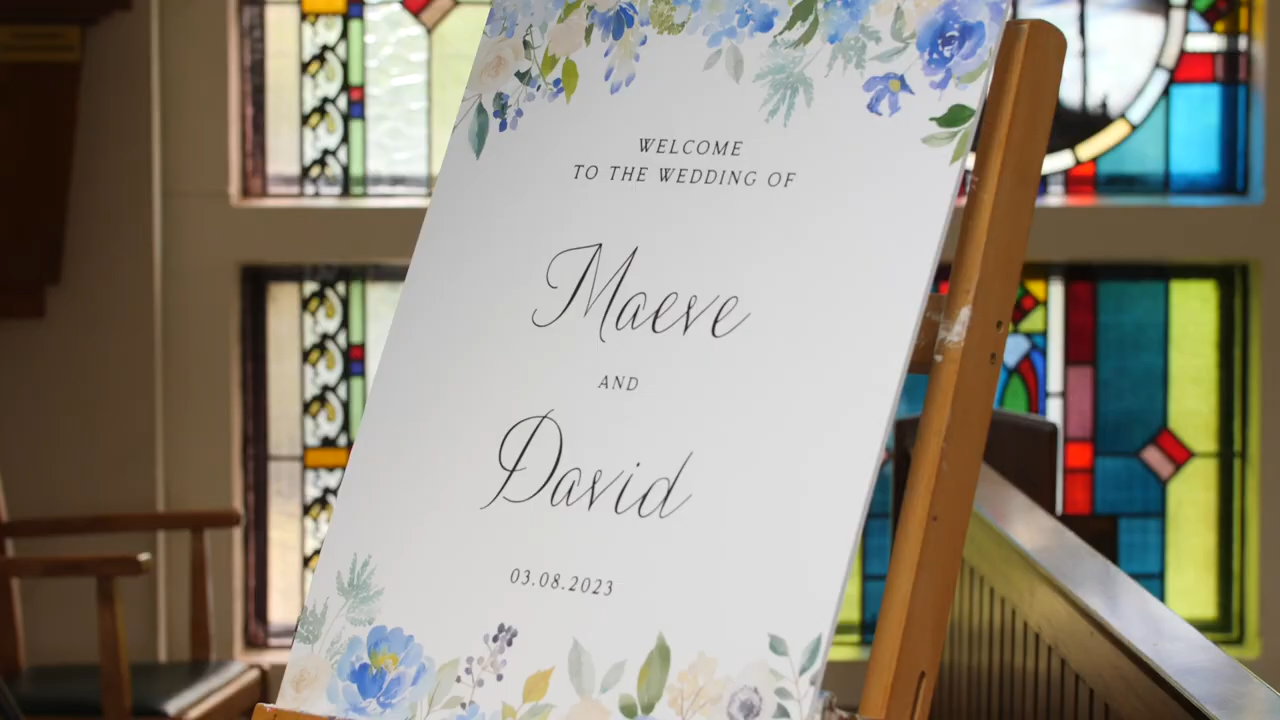 WELCOME
TO THE WEDDING OF
Maeve
AND
David
03.08.2023